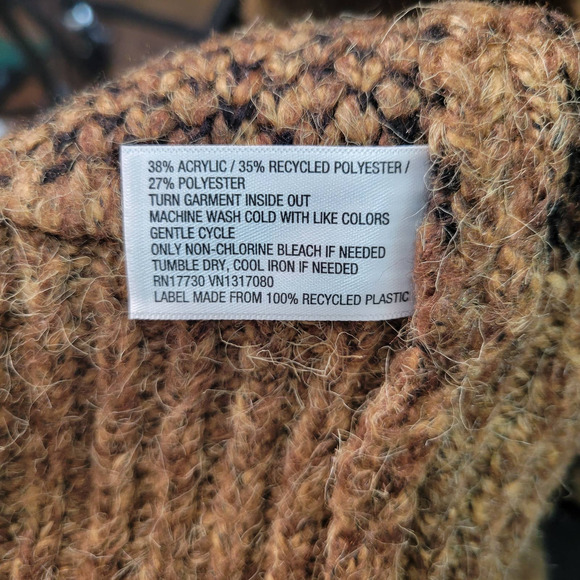 38% ACRYLIC / 35% RECYCLED POLYESTER /
27% POLYESTER
TURN GARMENT INSIDE OUT
MACHINE WASH COLD WITH LIKE COLORS
GENTLE CYCLE
ONLY NON-CHLORINE BLEACH IF NEEDED
TUMBLE DRY, COOL IRON IF NEEDED
RN17730 VN1317080
LABEL MADE FROM 100% RECYCLED PLASTIC